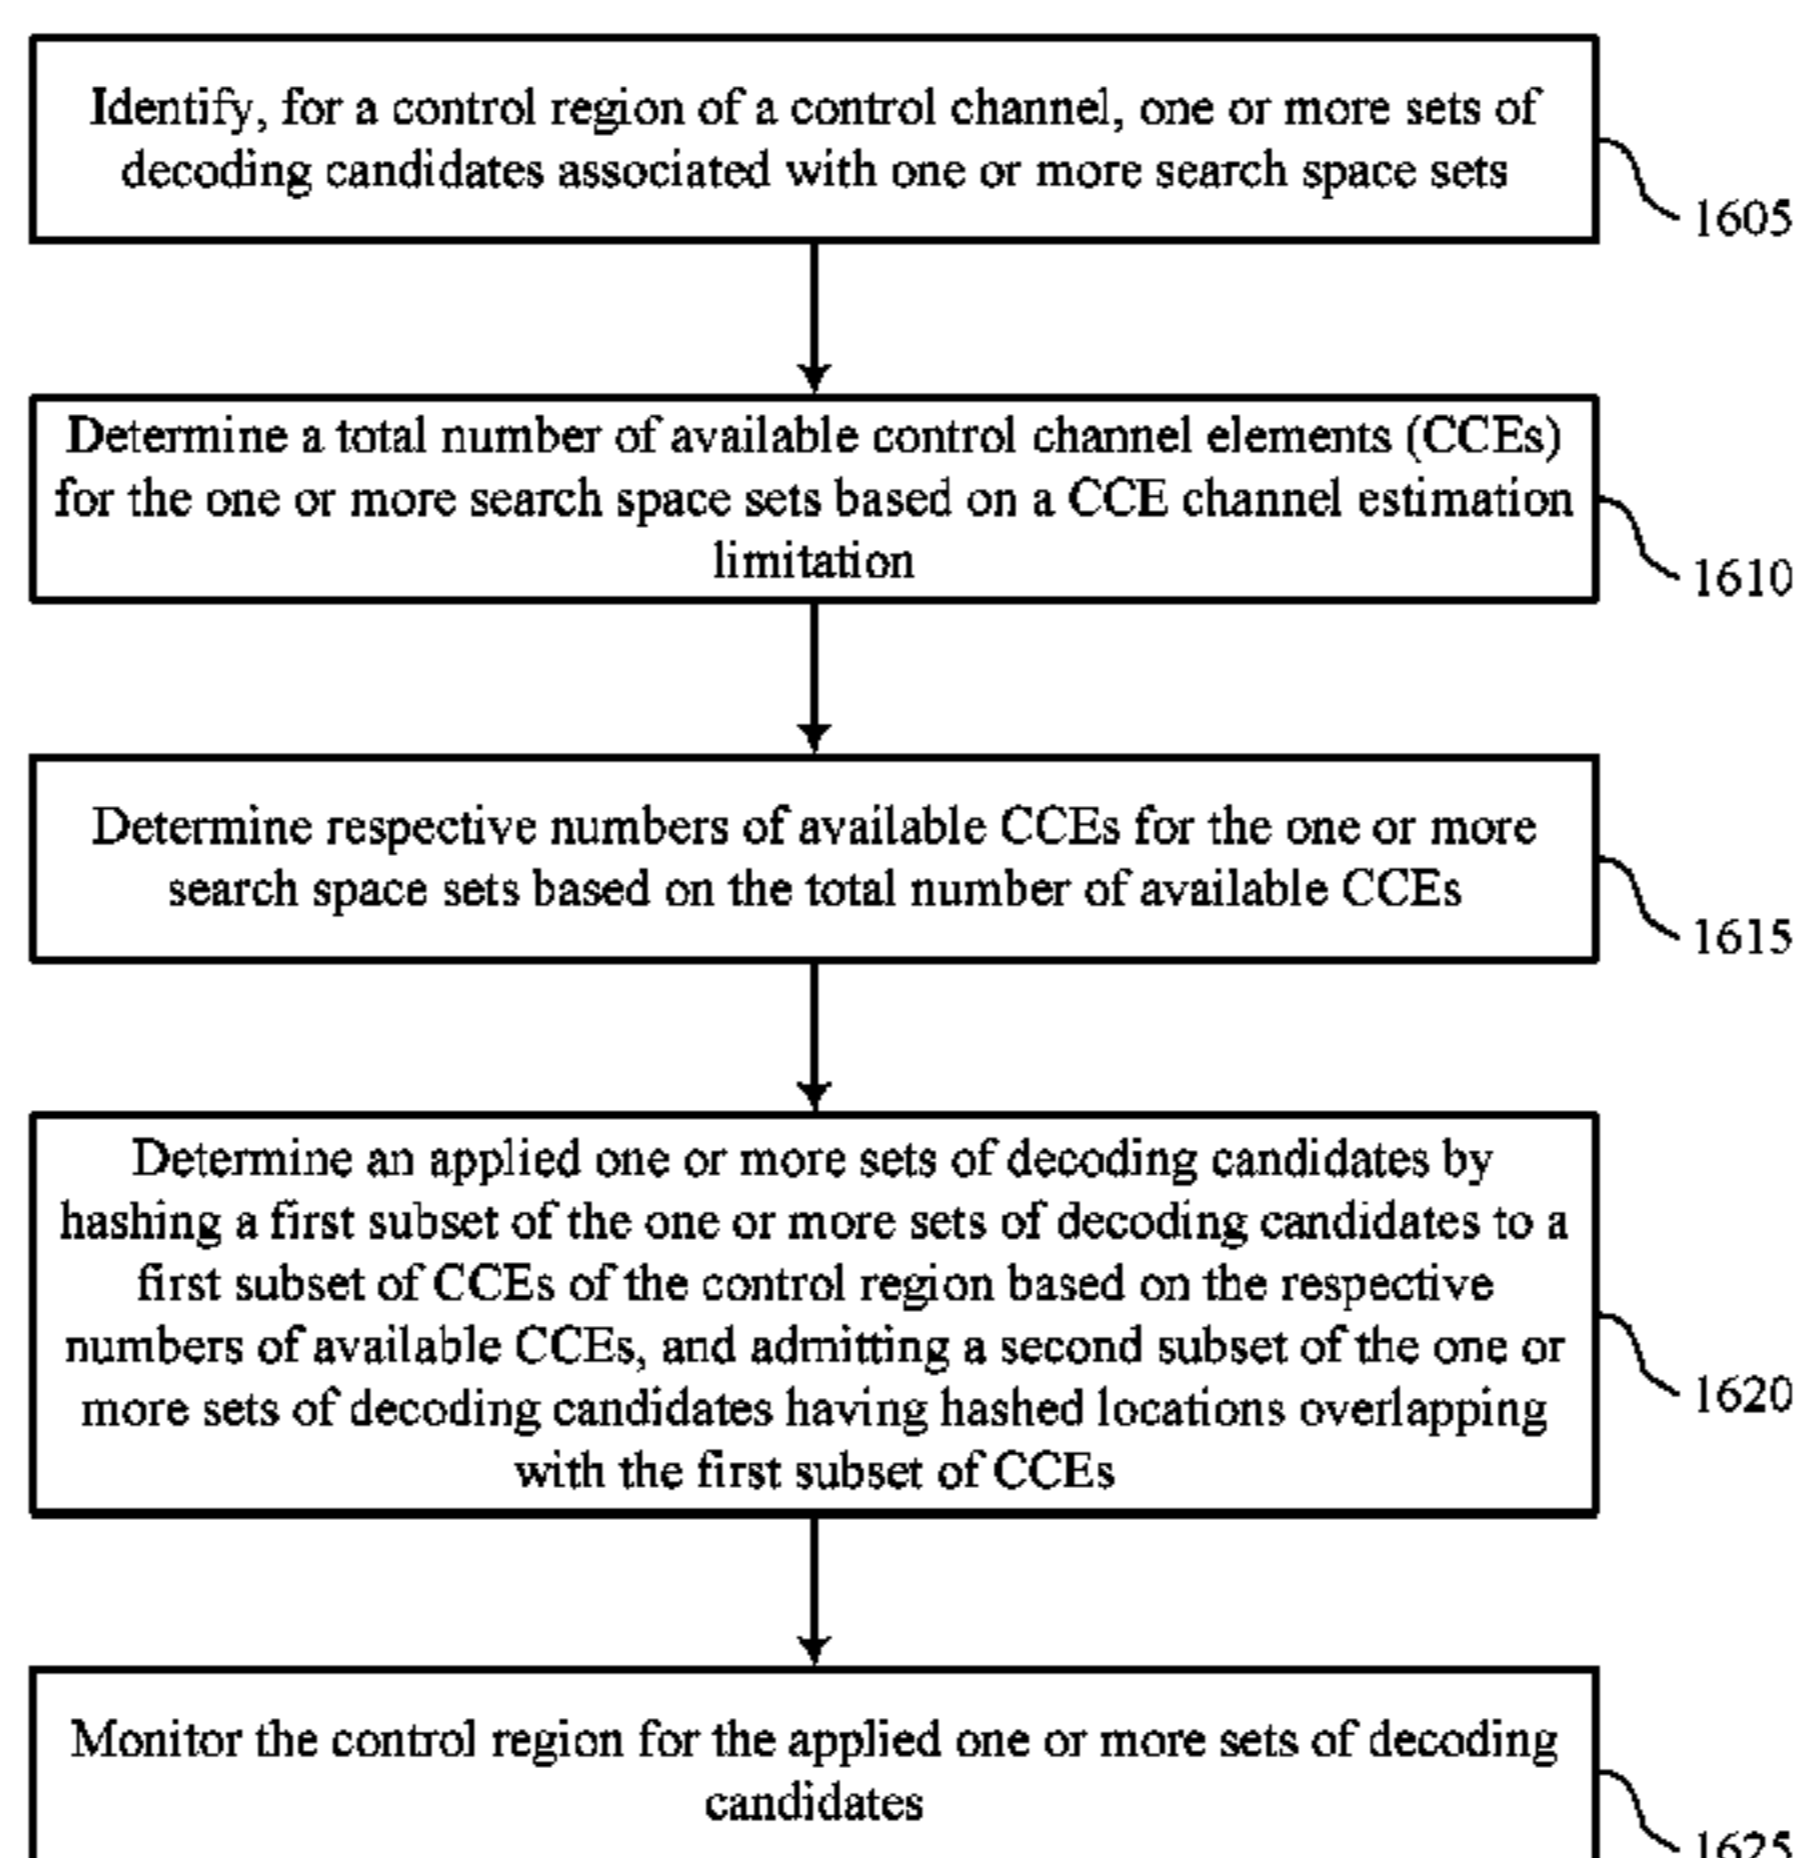 Identify, for a control region of a control channel, one or more sets of
decoding candidates associated with one or more search space sets
1605
Determine a total number of available control channel elements (CCEs)
for the one or more search space sets based on a CCE channel estimation
limitation
1610
Determine respective numbers of available CCEs for the one or more
search space sets based on the total number of available CCEs
1615
Determine an applied one or more sets of decoding candidates by
hashing a first subset of the one or more sets of decoding candidates to a
first subset of CCEs of the control region based on the respective
numbers of available CCEs, and admitting a second subset of the one or
more sets of decoding candidates having hashed locations overlapping
with the first subset of CCEs
1620
Monitor the control region for the applied one or more sets of decoding
candidates
1625